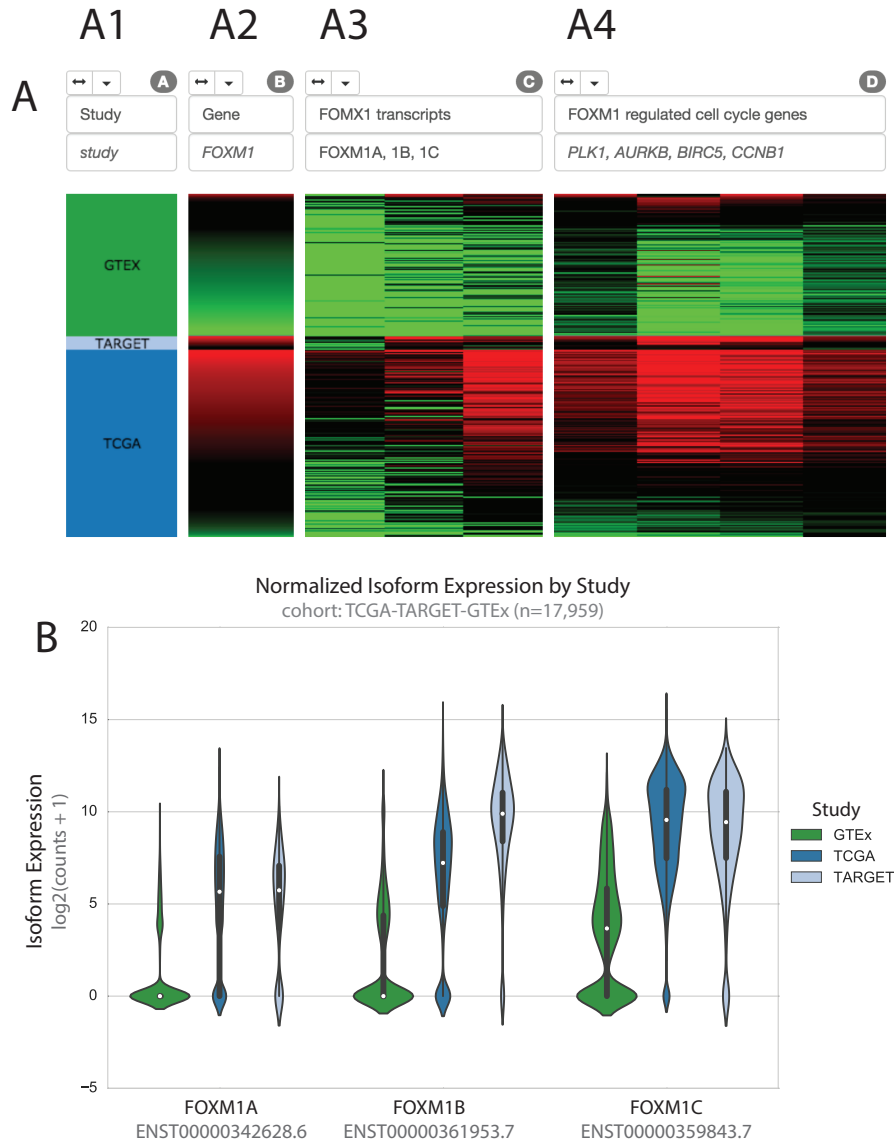 A1 A2 A3 A4
A
A B C D
Study Gene FOMX1 transcripts FOXM1 regulated cell cycle genes
study FOXM1 FOXM1A, 1B, 1C PLK1, AURKB, BIRC5, CCNB1
GTEX
TARGET
TCGA
Normalized Isoform Expression by Study
cohort: TCGA-TARGET-GTEx (n=17,959)
B
20
15
10
5
0
−5
Isoform Expression
log2(counts + 1)
Study
GTEx
TCGA
TARGET
FOXM1A FOXM1B FOXM1C
ENST00000342628.6 ENST00000361953.7 ENST00000359843.7